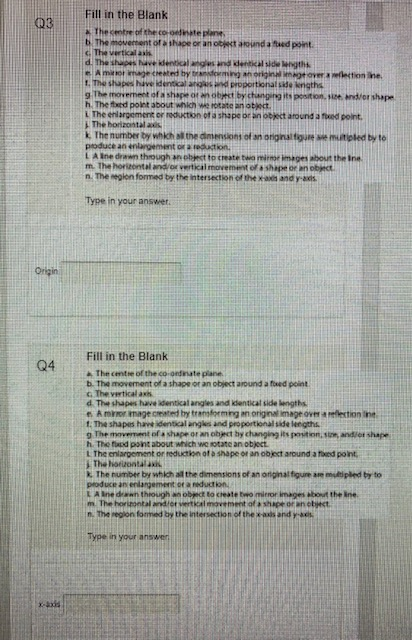 Q3
Fill in the Blank
a. The centre of the co-ordinate plane.
b. The movement of a shape or an object around a fixed point.
c. The vertical axis.
d. The shapes have identical angles and identical side lengths.
e. A mirror image created by transforming an original image over a reflection line.
f. The shapes have identical angles and proportional side lengths.
g.The movement of a shape or an object by changing its position, size, and/or shape
h. The fixed point about which we rotate an object.
i. The enlargement or reduction of a shape or an object around a fixed point.
j. The horizontal axis.
k. The number by which all the dimensions of an original figure are multiplied by to
produce an enlargement or a reduction.
l. A line drawn through an object to create two mirror images about the line.
m. The horizontal and/or vertical movement of a shape or an object.
n. The region formed by the intersection of the x-axis and y-axis.
Type in your answer.
Origin
Q4
Fill in the Blank
a. The centre of the co-ordinate plane.
b. The movement of a shape or an object around a fixed point
c. The vertical axis.
d. The shapes have identical angles and identical side lengths.
e. A mirror image created by transforming an original image over a reflection line.
f. The shapes have identical angles and proportional side lengths.
g.The movement of a shape or an object by changing its position, size, and/or shape
h. The fixed point about which we rotate an object.
i. The enlargement or reduction of a shape or an object around a fixed point.
j. The horizontal axis.
k. The number by which all the dimensions of an original figure are multiplied by to
produce an enlargement or a reduction.
l. A line drawn through an object to create two mirror images about the line.
m. The horizontal and/or vertical movement of a shape or an object.
n. The region formed by the intersection of the x-axis and y-axis.
Type in your answer.
x-axis